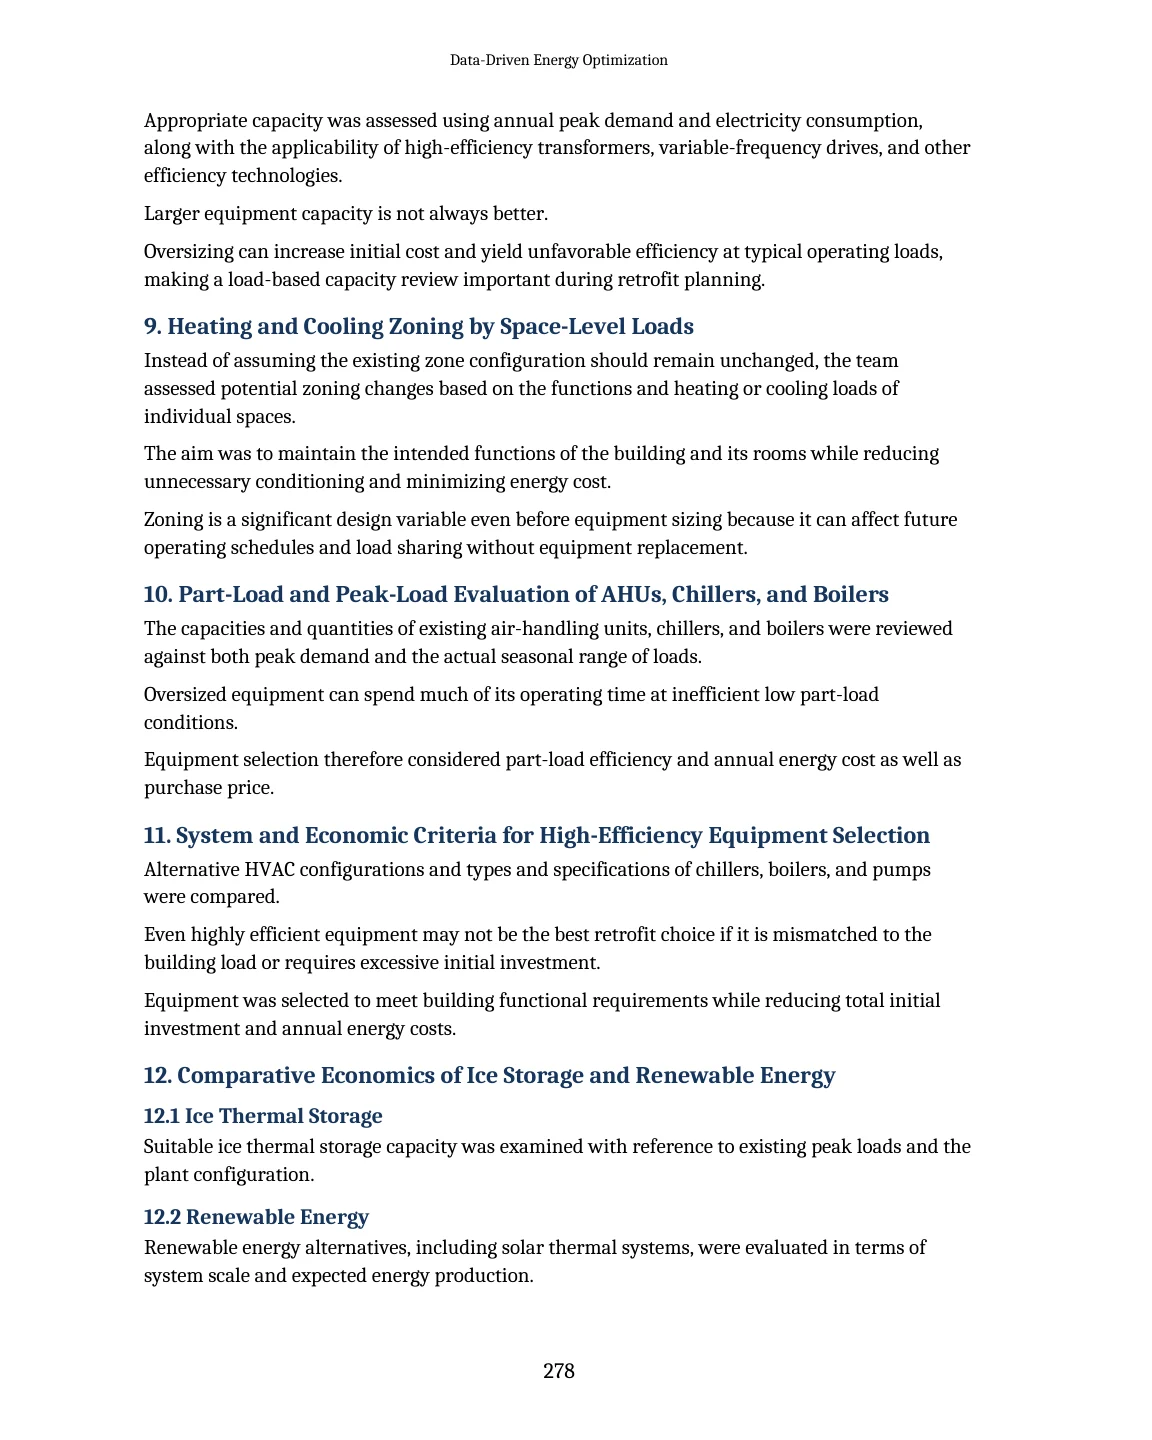 Data-Driven Energy Optimization
Appropriate capacity was assessed using annual peak demand and electricity consumption,
along with the applicability of high-efficiency transformers, variable-frequency drives, and other
efficiency technologies.
Larger equipment capacity is not always better.
Oversizing can increase initial cost and yield unfavorable efficiency at typical operating loads,
making a load-based capacity review important during retrofit planning.
9. Heating and Cooling Zoning by Space-Level Loads
Instead of assuming the existing zone configuration should remain unchanged, the team
assessed potential zoning changes based on the functions and heating or cooling loads of
individual spaces.
The aim was to maintain the intended functions of the building and its rooms while reducing
unnecessary conditioning and minimizing energy cost.
Zoning is a significant design variable even before equipment sizing because it can affect future
operating schedules and load sharing without equipment replacement.
10. Part-Load and Peak-Load Evaluation of AHUs, Chillers, and Boilers
The capacities and quantities of existing air-handling units, chillers, and boilers were reviewed
against both peak demand and the actual seasonal range of loads.
Oversized equipment can spend much of its operating time at inefficient low part-load
conditions.
Equipment selection therefore considered part-load efficiency and annual energy cost as well as
purchase price.
11. System and Economic Criteria for High-Efficiency Equipment Selection
Alternative HVAC configurations and types and specifications of chillers, boilers, and pumps
were compared.
Even highly efficient equipment may not be the best retrofit choice if it is mismatched to the
building load or requires excessive initial investment.
Equipment was selected to meet building functional requirements while reducing total initial
investment and annual energy costs.
12. Comparative Economics of Ice Storage and Renewable Energy
12.1 Ice Thermal Storage
Suitable ice thermal storage capacity was examined with reference to existing peak loads and the
plant configuration.
12.2 Renewable Energy
Renewable energy alternatives, including solar thermal systems, were evaluated in terms of
system scale and expected energy production.
278